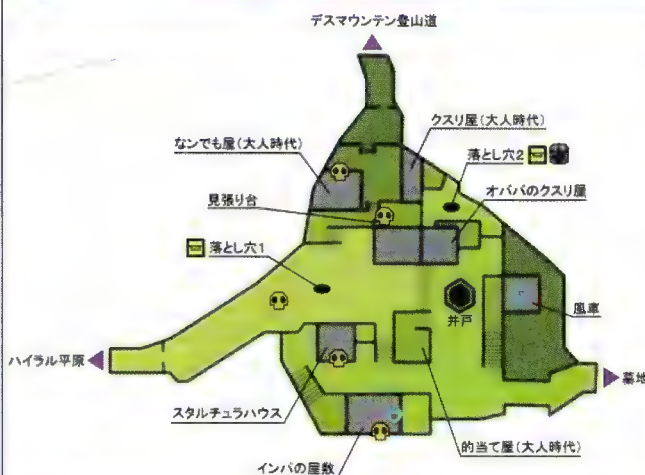 デスマウンテン登山道
クスリ屋(大人時代)
なンでも屋(大人時代)
落とし穴2
見張り台
オババのクスリ屋
落とし穴1
井戸
風車
ハイラル平原
墓地
スタルチュラハウス
的当て屋(大人時代)
インパの屋敷